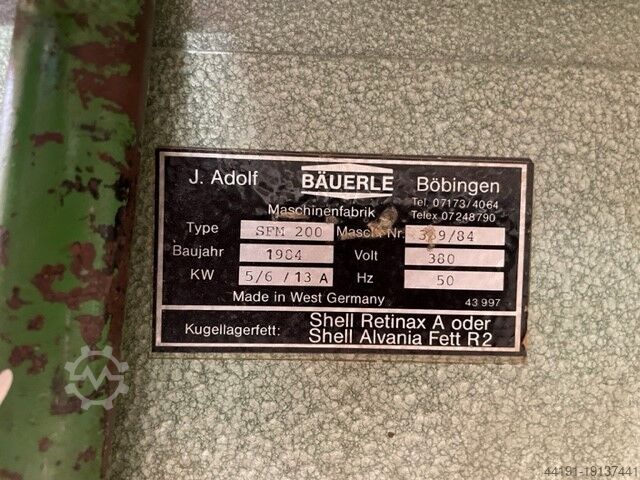 J. Adolf BÄUERLE Böbingen
Maschinenfabrik Tel. 07173/4064
Telex 07248790
Type SFM 200 Masch. Nr. /84
Baujahr 1984 Volt 380
KW 5/6 /13 A Hz 50
Made in West Germany 43 997
Kugellagerfett: Shell Retinax A oder
Shell Alvania Fett R2
44191-19137441